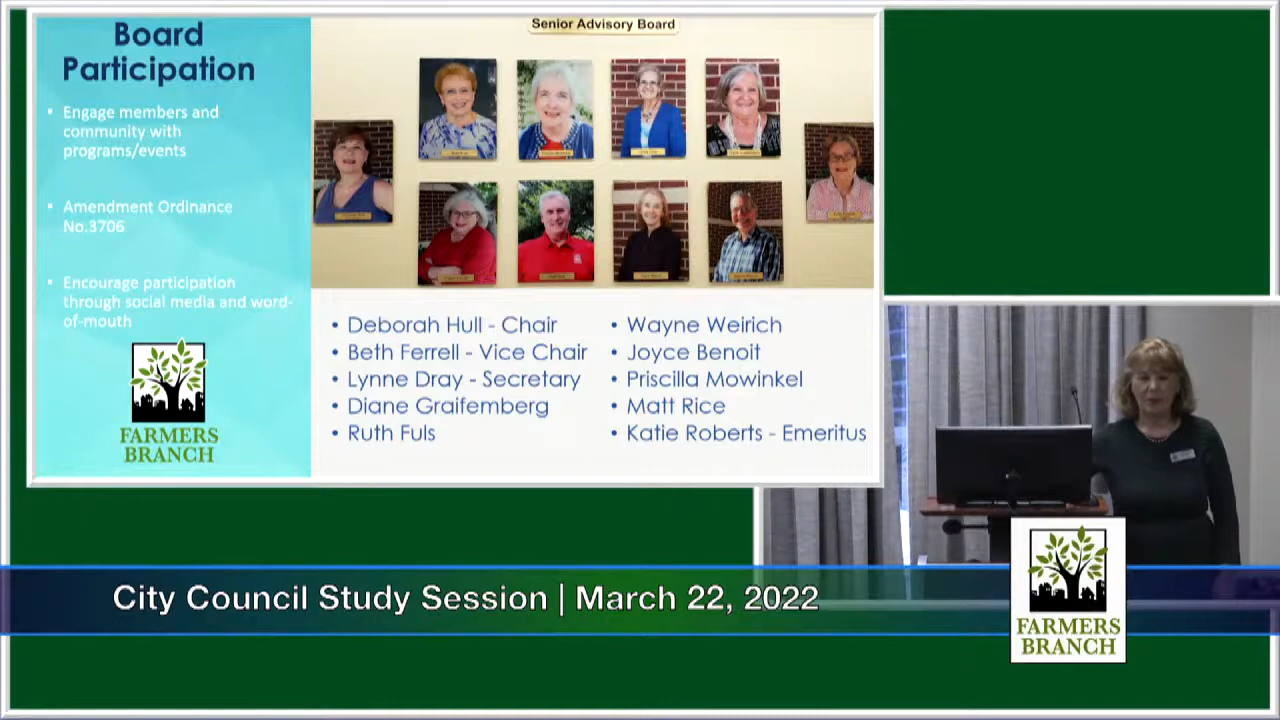 Board
Participation
• Engage members and
community with
programs/events
• Amendment Ordinance
No.3706
• Encourage participation
through social media and word-
of-mouth
FARMERS
BRANCH
Senior Advisory Board
• Deborah Hull - Chair
• Beth Ferrell - Vice Chair
• Lynne Dray - Secretary
• Diane Graifemberg
• Ruth Fuls
• Wayne Weirich
• Joyce Benoit
• Priscilla Mowinkel
• Matt Rice
• Katie Roberts - Emeritus
City Council Study Session | March 22, 2022
FARMERS
BRANCH